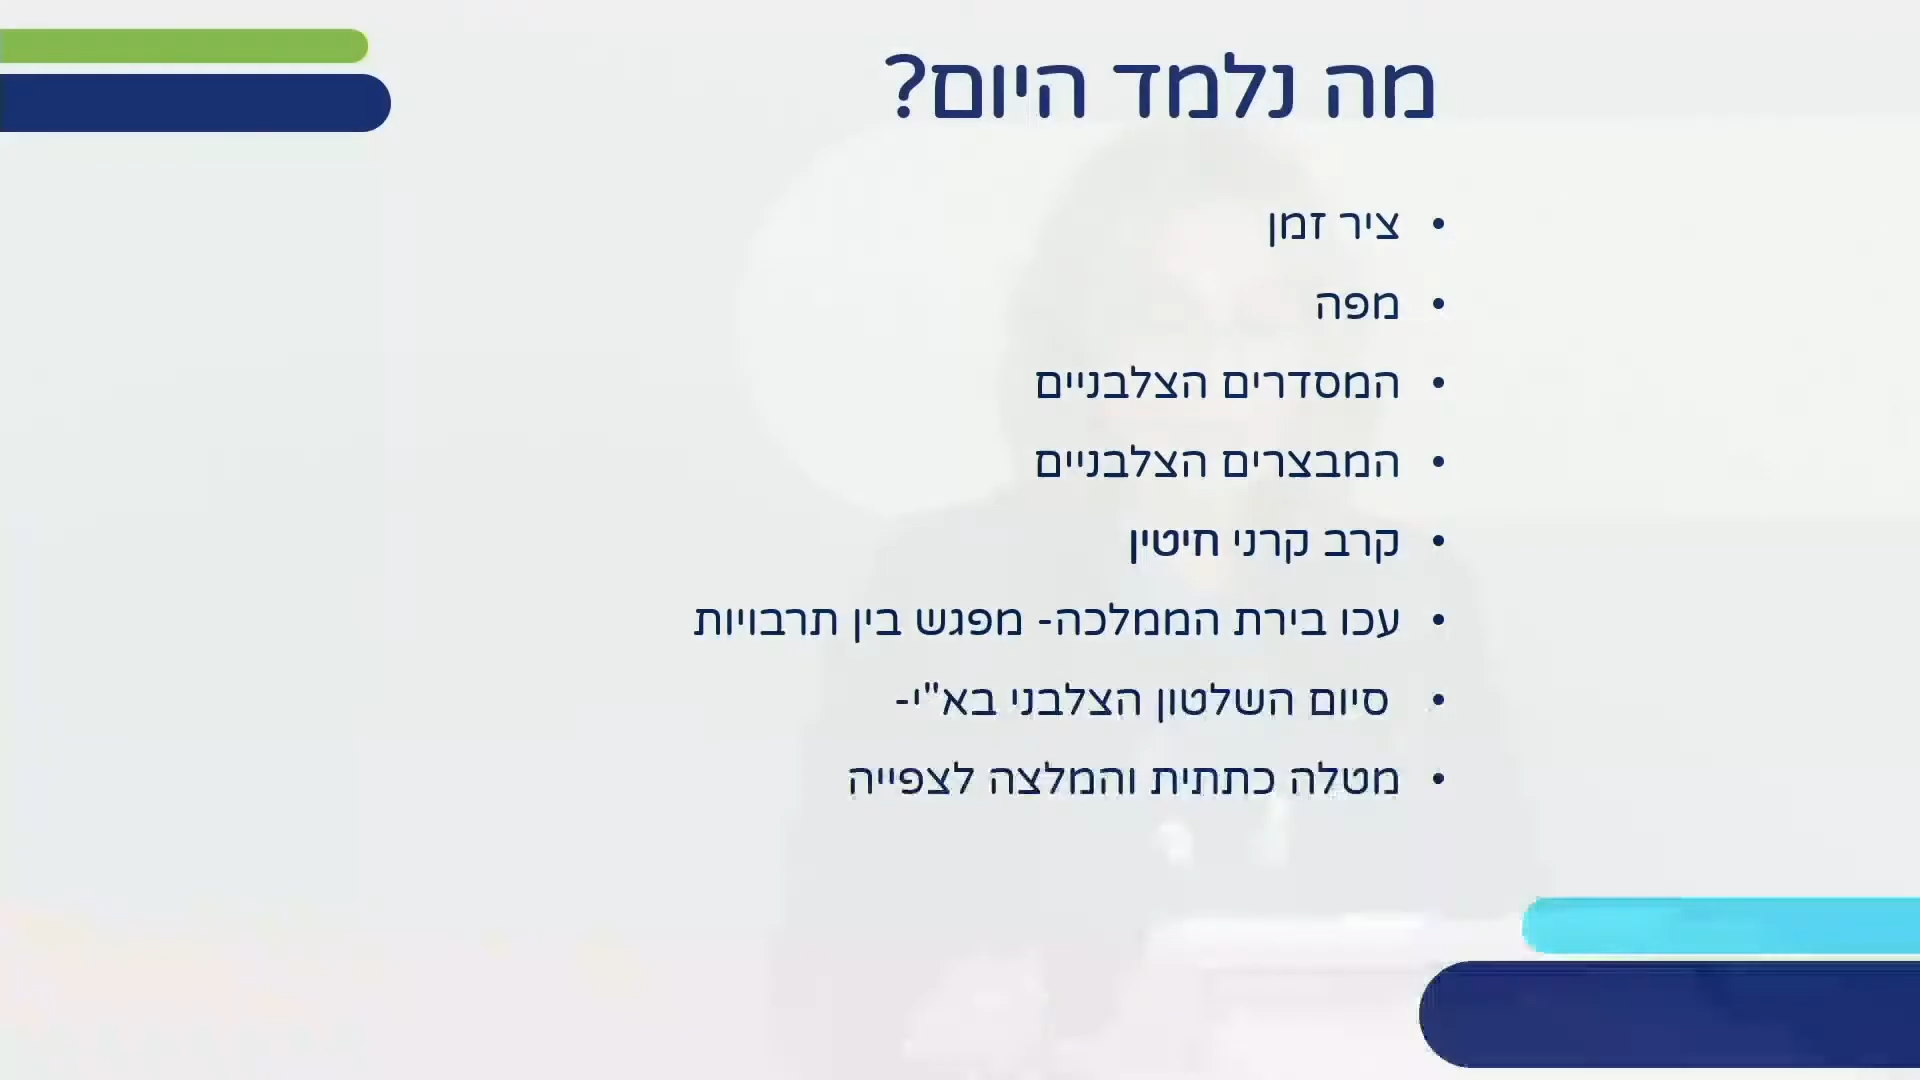 מה נלמד היום?
• ציר זמן
• מפה
• המסדרים הצלבניים
• המבצרים הצלבניים
• קרב קרני חיטין
• עכו בירת הממלכה- מפגש בין תרבויות
• סיום השלטון הצלבני בא"י-
• מטלה כתתית והמלצה לצפייה